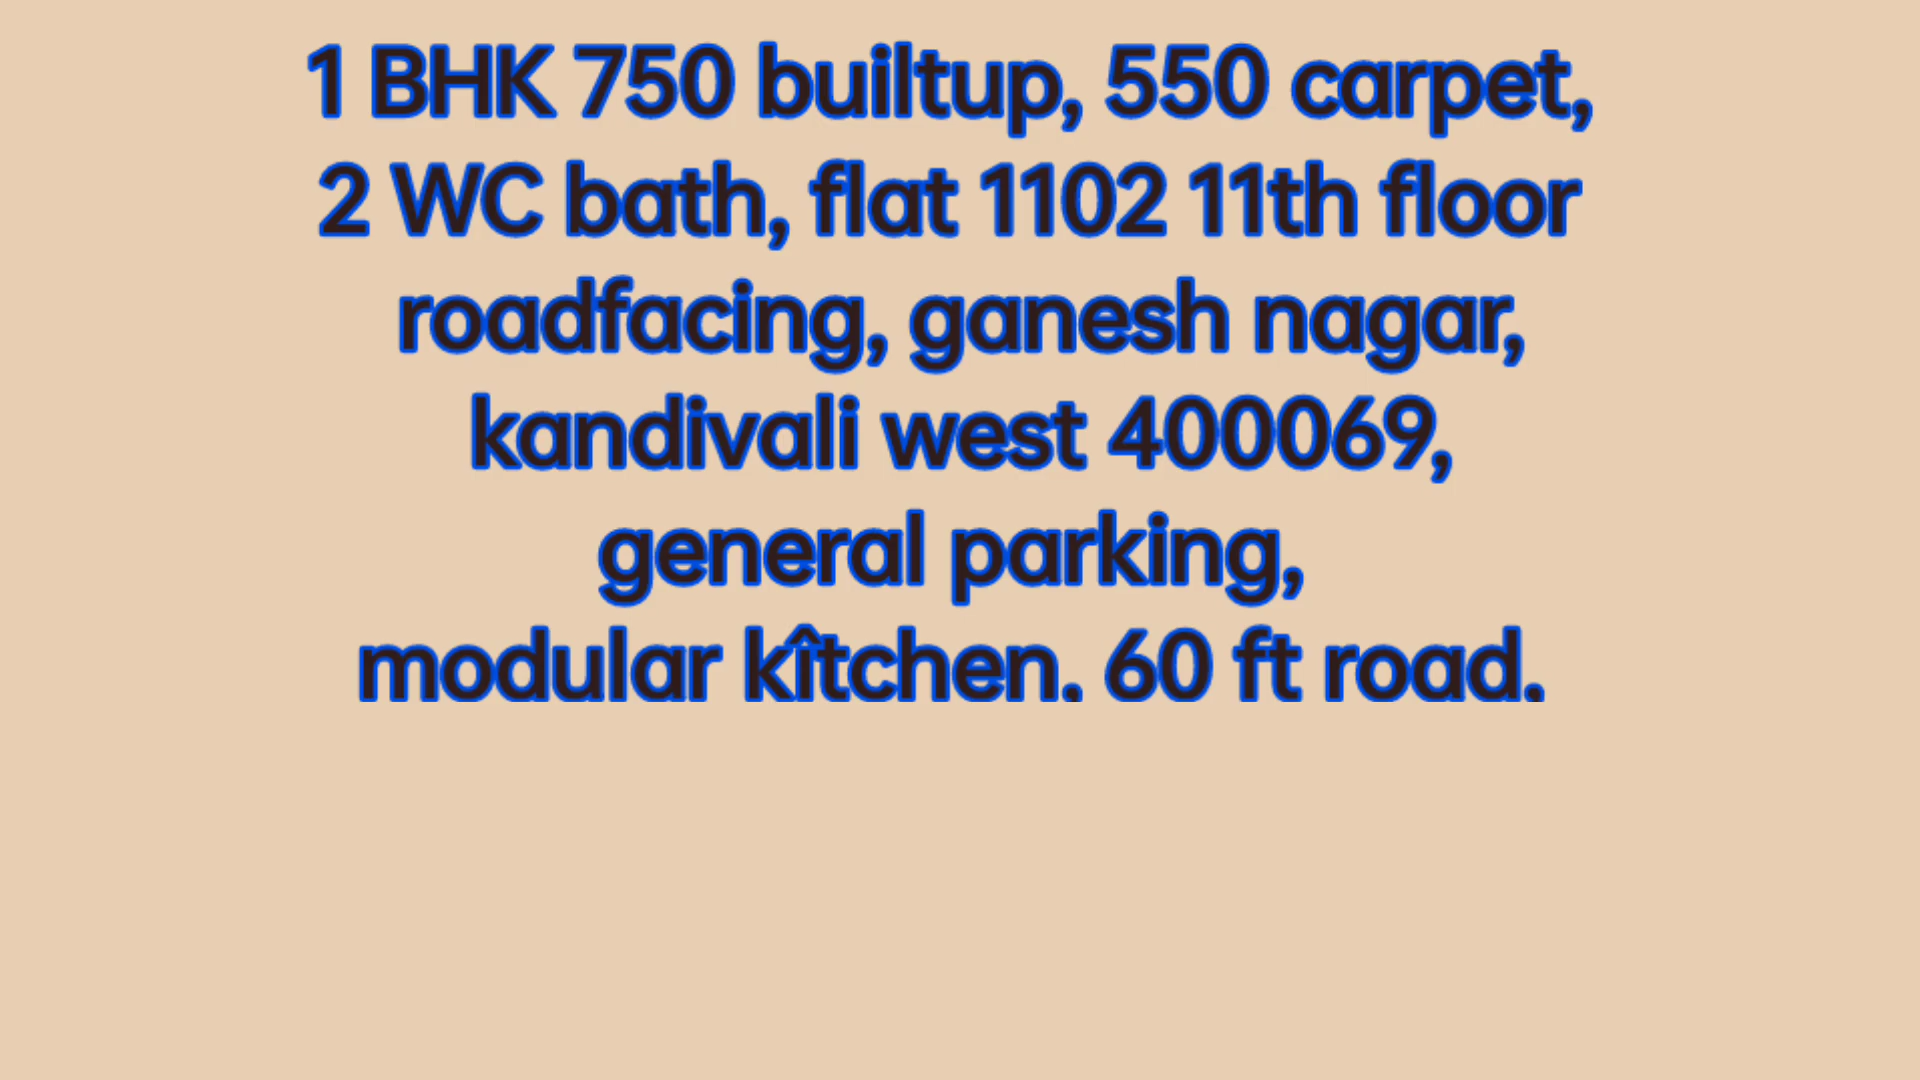 1 BHK 750 builtup, 550 carpet,
2 WC bath, flat 1102 11th floor
roadfacing, ganesh nagar,
kandivali west 400069,
general parking,
modular kîtchen. 60 ft road.